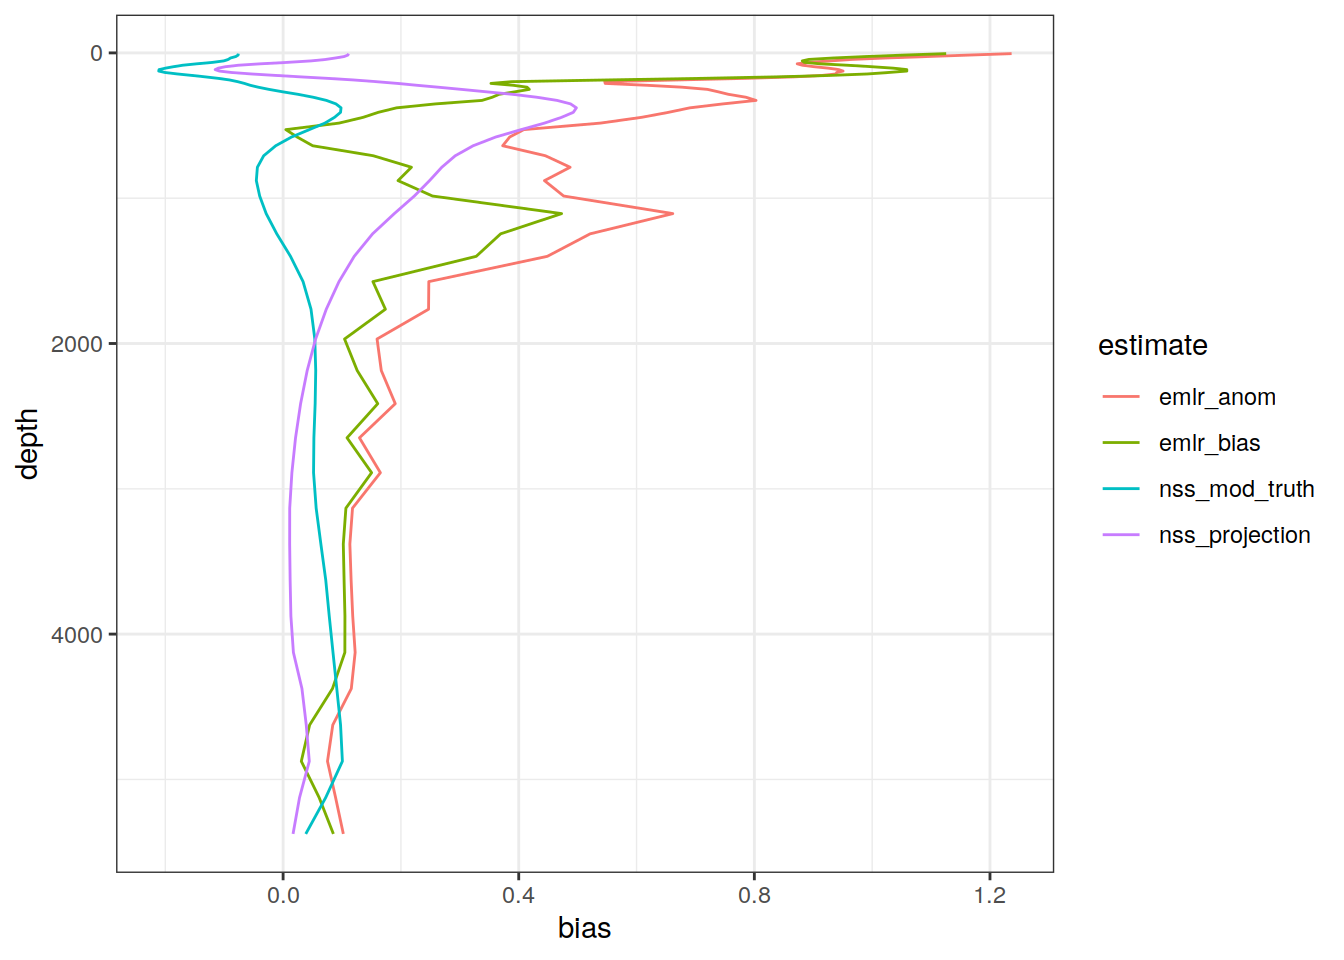 0
2000
4000
depth
0.0
0.4
0.8
1.2
bias
estimate
emlr_anom
emlr_bias
nss_mod_truth
nss_projection